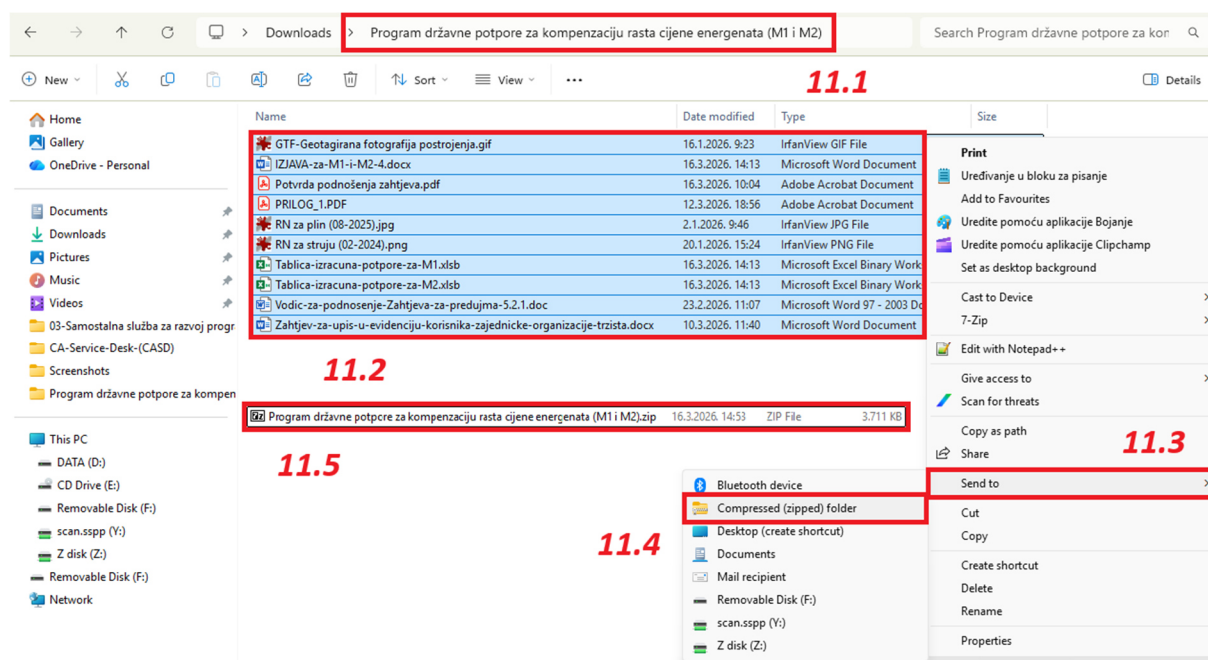 Downloads > Program državne potpore za kompenzaciju rasta cijene energenata (M1 i M2)
Search Program državne potpore za kon
New
Sort
View
Details
11.1
Name Date modified Type Size
Home
Gallery
OneDrive - Personal
Documents
Downloads
Pictures
Music
Videos
03-Samostalna služba za razvoj progr
CA-Service-Desk-(CASD)
Screenshots
Program državne potpore za kompen
This PC
DATA (D:)
CD Drive (E:)
Removable Disk (F:)
scan.sspp (Y:)
Z disk (Z:)
Removable Disk (F:)
Network
GTF-Geotagirana fotografija postrojenja.gif 16.1.2026. 9:23 IrfanView GIF File
IZJAVA-za-M1-i-M2-4.docx 16.3.2026. 14:13 Microsoft Word Document
Potvrda podnošenja zahtjeva.pdf 16.3.2026. 10:04 Adobe Acrobat Document
PRILOG_1.PDF 12.3.2026. 18:56 Adobe Acrobat Document
RN za plin (08-2025).jpg 2.1.2026. 9:46 IrfanView JPG File
RN za struju (02-2024).png 20.1.2026. 15:24 IrfanView PNG File
Tablica-izracuna-potpore-za-M1.xlsb 16.3.2026. 14:13 Microsoft Excel Binary Work
Tablica-izracuna-potpore-za-M2.xlsb 16.3.2026. 14:13 Microsoft Excel Binary Work
Vodic-za-podnosenje-Zahtjeva-za-predujma-5.2.1.doc 23.2.2026. 11:07 Microsoft Word 97 - 2003 Do
Zahtjev-za-upis-u-evidenciju-korisnika-zajednicke-organizacije-trzista.docx 10.3.2026. 11:40 Microsoft Word Document
11.2
Program državne potpore za kompenzaciju rasta cijene energenata (M1 i M2).zip 16.3.2026. 14:53 ZIP File 3.711 KB
11.5
Print
Uređivanje u bloku za pisanje
Add to Favourites
Uredite pomoću aplikacije Bojanje
Uredite pomoću aplikacije Clipchamp
Set as desktop background
Cast to Device
7-Zip
Edit with Notepad++
Give access to
Scan for threats
Copy as path
Share
11.3
Send to
Cut
Copy
Create shortcut
Delete
Rename
Properties
11.4
Bluetooth device
Compressed (zipped) folder
Desktop (create shortcut)
Documents
Mail recipient
Removable Disk (F:)
scan.sspp (Y:)
Z disk (Z:)